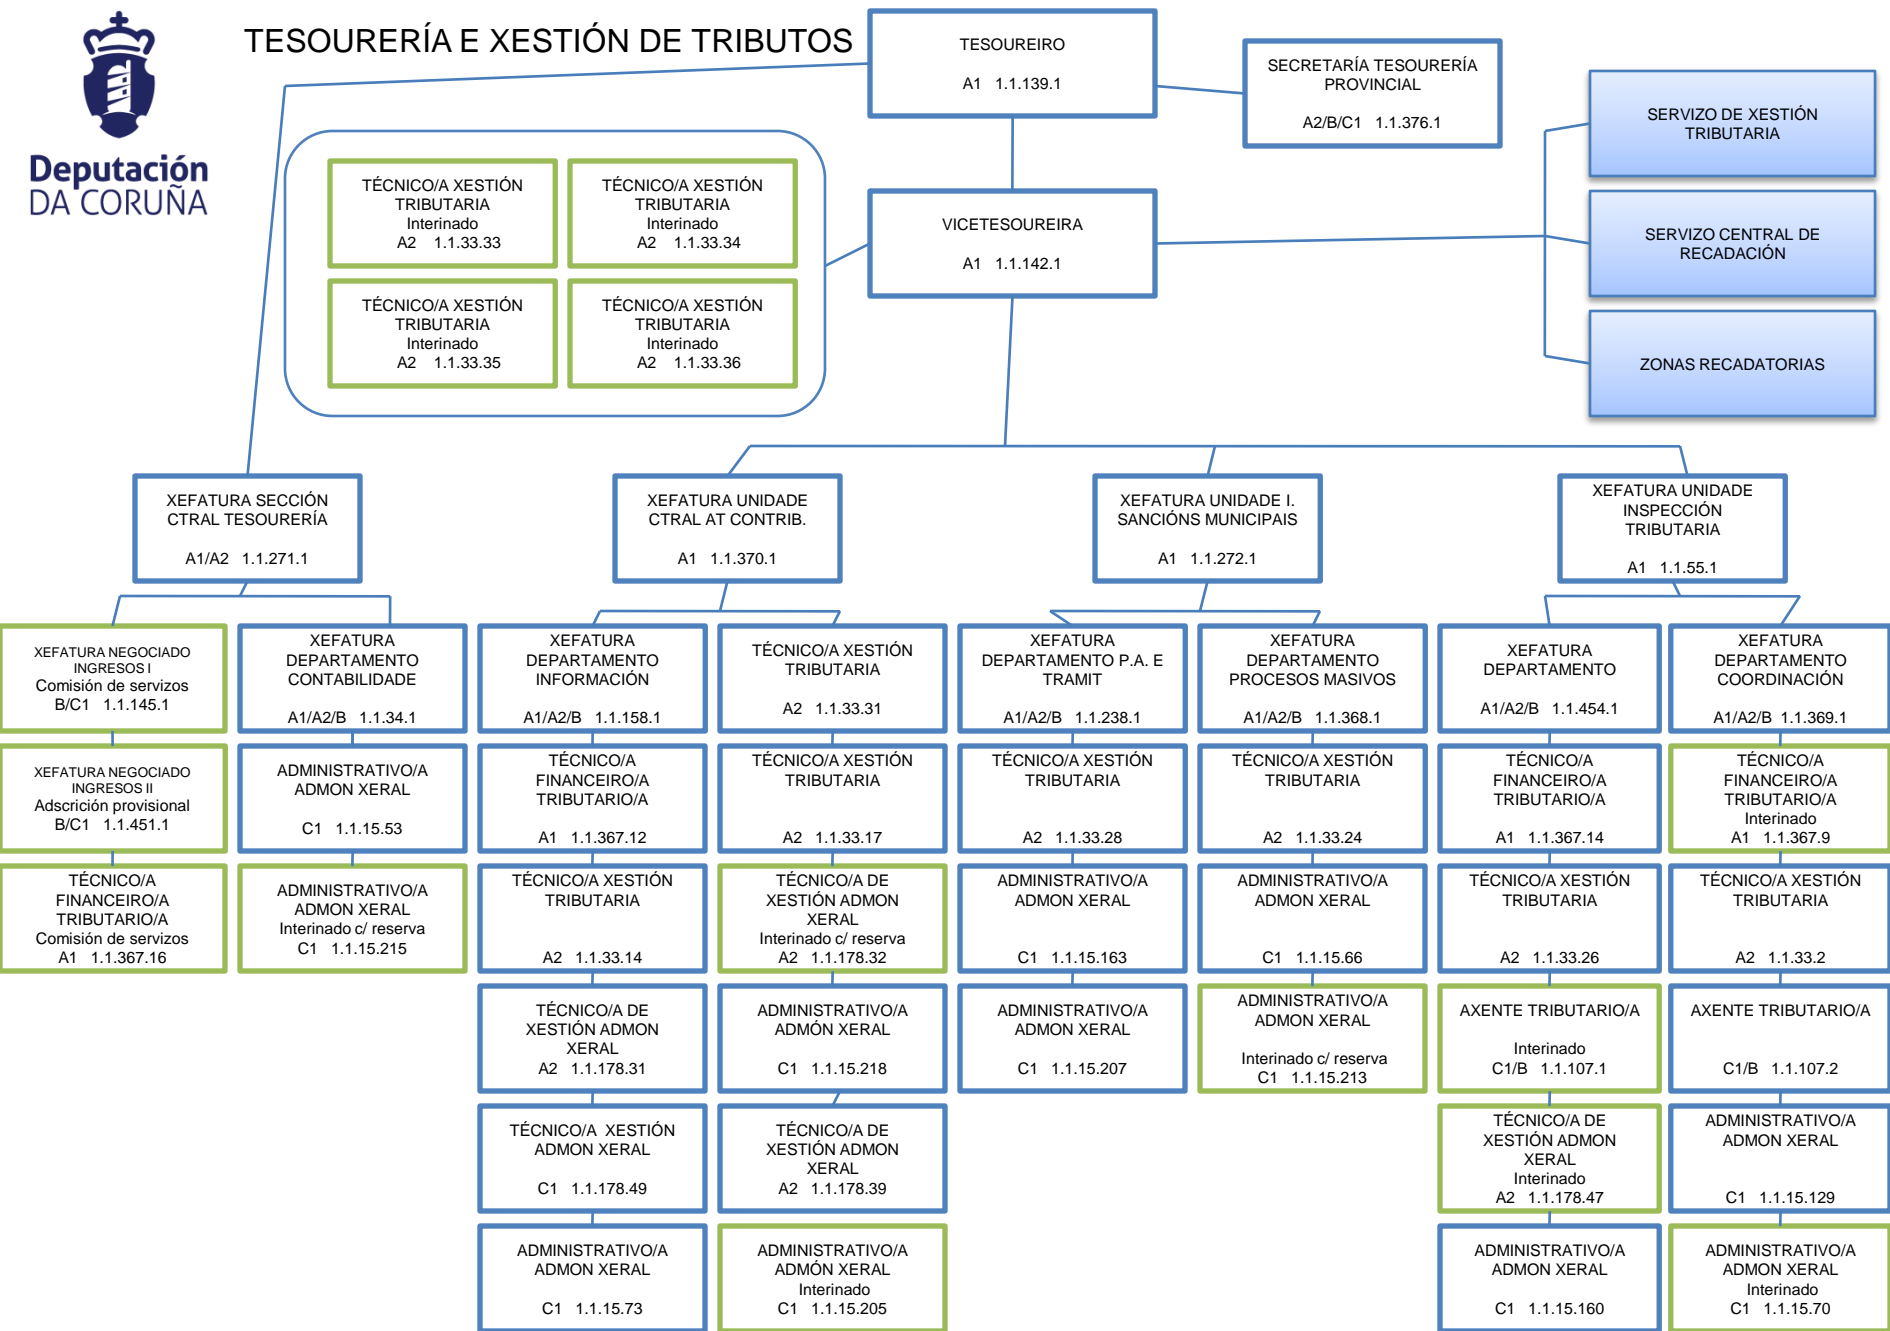 Deputación
DA CORUÑA
TESOURERÍA E XESTIÓN DE TRIBUTOS
TESOUREIRO
A1 1.1.139.1
SECRETARÍA TESOURERÍA
PROVINCIAL
A2/B/C1 1.1.376.1
SERVIZO DE XESTIÓN
TRIBUTARIA
SERVIZO CENTRAL DE
RECADACIÓN
ZONAS RECADATORIAS
TÉCNICO/A XESTIÓN
TRIBUTARIA
Interinado
A2 1.1.33.33
TÉCNICO/A XESTIÓN
TRIBUTARIA
Interinado
A2 1.1.33.34
TÉCNICO/A XESTIÓN
TRIBUTARIA
Interinado
A2 1.1.33.35
TÉCNICO/A XESTIÓN
TRIBUTARIA
Interinado
A2 1.1.33.36
VICETESOUREIRA
A1 1.1.142.1
XEFATURA SECCIÓN
CTRAL TESOURERÍA
A1/A2 1.1.271.1
XEFATURA UNIDADE
CTRAL AT CONTRIB.
A1 1.1.370.1
XEFATURA UNIDADE I.
SANCIÓNS MUNICIPAIS
A1 1.1.272.1
XEFATURA UNIDADE
INSPECCIÓN
TRIBUTARIA
A1 1.1.55.1
XEFATURA NEGOCIADO
INGRESOS I
Comisión de servizos
B/C1 1.1.145.1
XEFATURA
DEPARTAMENTO
CONTABILIDADE
A1/A2/B 1.1.34.1
XEFATURA
DEPARTAMENTO
INFORMACIÓN
A1/A2/B 1.1.158.1
TÉCNICO/A XESTIÓN
TRIBUTARIA
A2 1.1.33.31
XEFATURA
DEPARTAMENTO P.A. E
TRAMIT
A1/A2/B 1.1.238.1
XEFATURA
DEPARTAMENTO
PROCESOS MASIVOS
A1/A2/B 1.1.368.1
XEFATURA
DEPARTAMENTO
A1/A2/B 1.1.454.1
XEFATURA
DEPARTAMENTO
COORDINACIÓN
A1/A2/B 1.1.369.1
XEFATURA NEGOCIADO
INGRESOS II
Adscrición provisional
B/C1 1.1.451.1
ADMINISTRATIVO/A
ADMON XERAL
C1 1.1.15.53
TÉCNICO/A
FINANCEIRO/A
TRIBUTARIO/A
A1 1.1.367.12
TÉCNICO/A XESTIÓN
TRIBUTARIA
A2 1.1.33.17
TÉCNICO/A XESTIÓN
TRIBUTARIA
A2 1.1.33.28
TÉCNICO/A XESTIÓN
TRIBUTARIA
A2 1.1.33.24
TÉCNICO/A
FINANCEIRO/A
TRIBUTARIO/A
A1 1.1.367.14
TÉCNICO/A
FINANCEIRO/A
TRIBUTARIO/A
Interinado
A1 1.1.367.9
TÉCNICO/A
FINANCEIRO/A
TRIBUTARIO/A
Comisión de servizos
A1 1.1.367.16
ADMINISTRATIVO/A
ADMON XERAL
Interinado c/ reserva
C1 1.1.15.215
TÉCNICO/A XESTIÓN
TRIBUTARIA
A2 1.1.33.14
TÉCNICO/A DE
XESTIÓN ADMON
XERAL
Interinado c/ reserva
A2 1.1.178.32
ADMINISTRATIVO/A
ADMON XERAL
C1 1.1.15.163
ADMINISTRATIVO/A
ADMON XERAL
C1 1.1.15.66
TÉCNICO/A XESTIÓN
TRIBUTARIA
A2 1.1.33.26
TÉCNICO/A XESTIÓN
TRIBUTARIA
A2 1.1.33.2
TÉCNICO/A DE
XESTIÓN ADMON
XERAL
A2 1.1.178.31
ADMINISTRATIVO/A
ADMÓN XERAL
C1 1.1.15.218
ADMINISTRATIVO/A
ADMON XERAL
C1 1.1.15.207
ADMINISTRATIVO/A
ADMON XERAL
Interinado c/ reserva
C1 1.1.15.213
AXENTE TRIBUTARIO/A
Interinado
C1/B 1.1.107.1
AXENTE TRIBUTARIO/A
C1/B 1.1.107.2
TÉCNICO/A XESTIÓN
ADMON XERAL
C1 1.1.178.49
TÉCNICO/A DE
XESTIÓN ADMON
XERAL
A2 1.1.178.39
TÉCNICO/A DE
XESTIÓN ADMON
XERAL
Interinado
A2 1.1.178.47
ADMINISTRATIVO/A
ADMON XERAL
C1 1.1.15.129
ADMINISTRATIVO/A
ADMON XERAL
C1 1.1.15.73
ADMINISTRATIVO/A
ADMÓN XERAL
Interinado
C1 1.1.15.205
ADMINISTRATIVO/A
ADMON XERAL
C1 1.1.15.160
ADMINISTRATIVO/A
ADMON XERAL
Interinado
C1 1.1.15.70